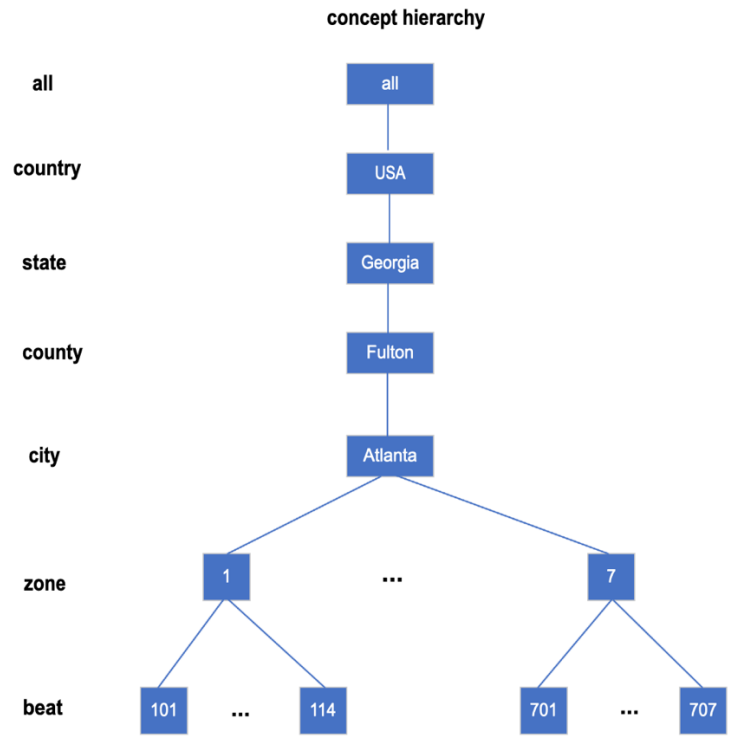 concept hierarchy
all all
country USA
state Georgia
county Fulton
city Atlanta
zone 1 ... 7
beat 101 ... 114 701 ... 707